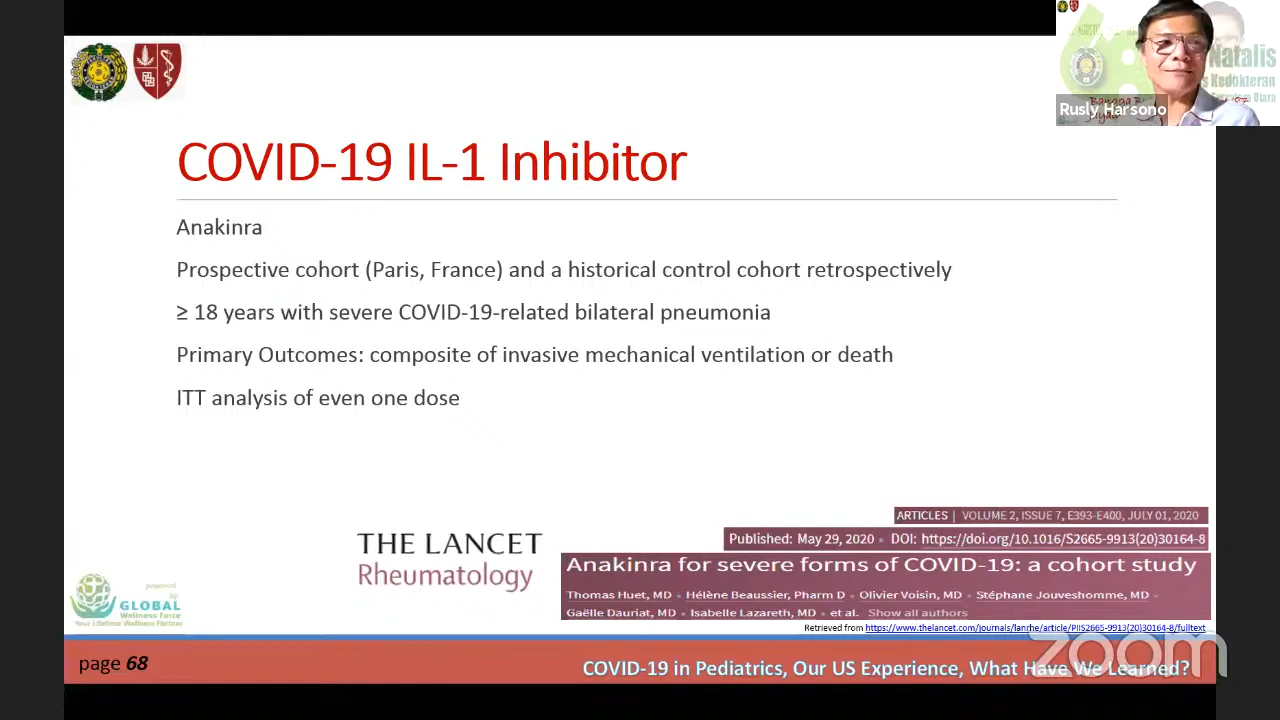 Natalis
s Kedokteran
Rusly Harsono
COVID-19 IL-1 Inhibitor
Anakinra
Prospective cohort (Paris, France) and a historical control cohort retrospectively
≥ 18 years with severe COVID-19-related bilateral pneumonia
Primary Outcomes: composite of invasive mechanical ventilation or death
ITT analysis of even one dose
ARTICLES | VOLUME 2, ISSUE 7, E393-E400, JULY 01, 2020
THE LANCET
Rheumatology
Published: May 29, 2020 • DOI: https://doi.org/10.1016/S2665-9913(20)30164-8
Anakinra for severe forms of COVID-19: a cohort study
Thomas Huet, MD • Hélène Beaussier, Pharm D • Olivier Voisin, MD • Stéphane Jouveshomme, MD •
Gaëlle Dauriat, MD • Isabelle Lazareth, MD • et al. Show all authors
Retrieved from https://www.thelancet.com/journals/lanrhe/article/PIIS2665-9913(20)30164-8/fulltext
GLOBAL
Wellness Force
Your Lifetime Wellness Partner
page 68
COVID-19 in Pediatrics, Our US Experience, What Have We Learned?
zoom